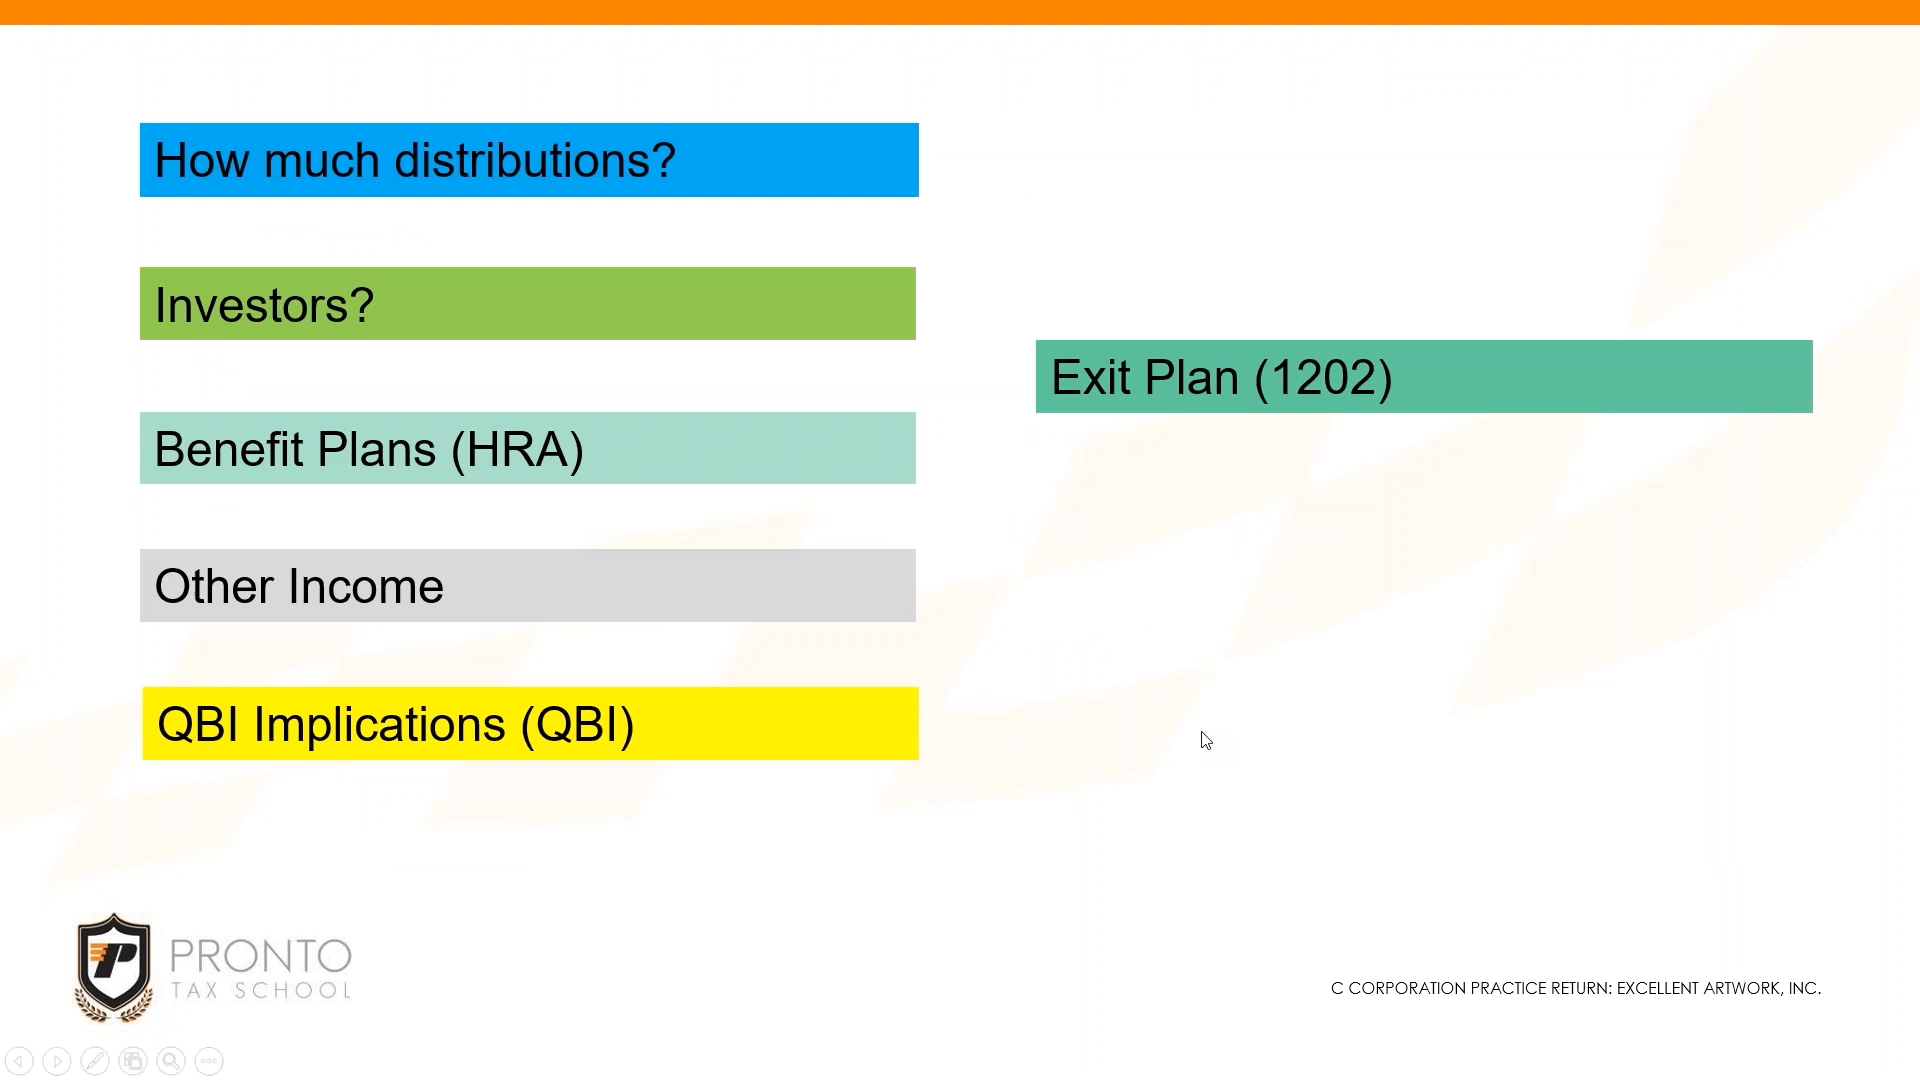 How much distributions?
Investors?
Benefit Plans (HRA)
Other Income
QBI Implications (QBI)
Exit Plan (1202)
P
PRONTO
TAX SCHOOL
C CORPORATION PRACTICE RETURN: EXCELLENT ARTWORK, INC.